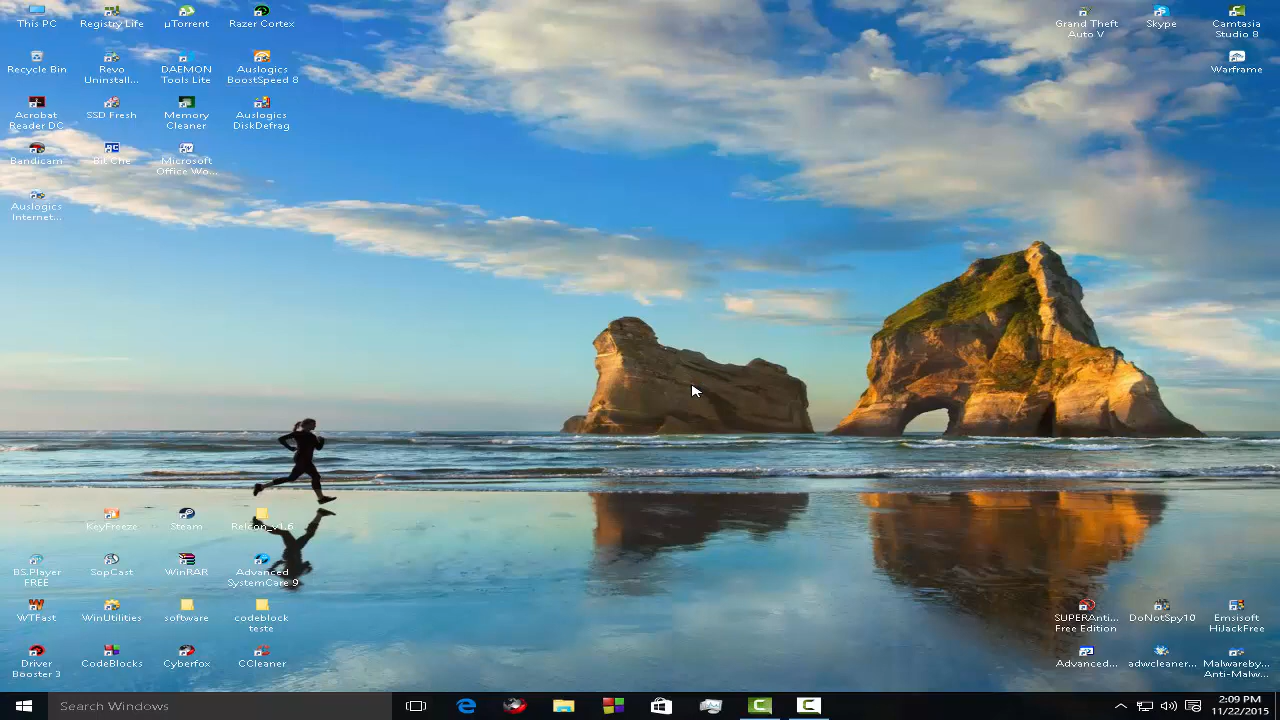 This PC
Registry Life
µTorrent
Razer Cortex
Grand Theft
Auto V
Skype
Camtasia
Studio 8
Recycle Bin
Revo
Uninstall...
DAEMON
Tools Lite
Auslogics
BoostSpeed 8
Warframe
Acrobat
Reader DC
SSD Fresh
Memory
Cleaner
Auslogics
DiskDefrag
Bandicam
Bit Che
Microsoft
Office Wo...
Auslogics
Internet...
KeyFreeze
Steam
RelIcon_v1.6
BS.Player
FREE
SopCast
WinRAR
Advanced
SystemCare 9
WTFast
WinUtilities
software
codeblock
teste
SUPERAnti...
Free Edition
DoNotSpy10
Emsisoft
HiJackFree
Driver
Booster 3
CodeBlocks
Cyberfox
CCleaner
Advanced...
adwcleaner...
Malwareby...
Anti-Malw...
Search Windows
2:09 PM
11/22/2015